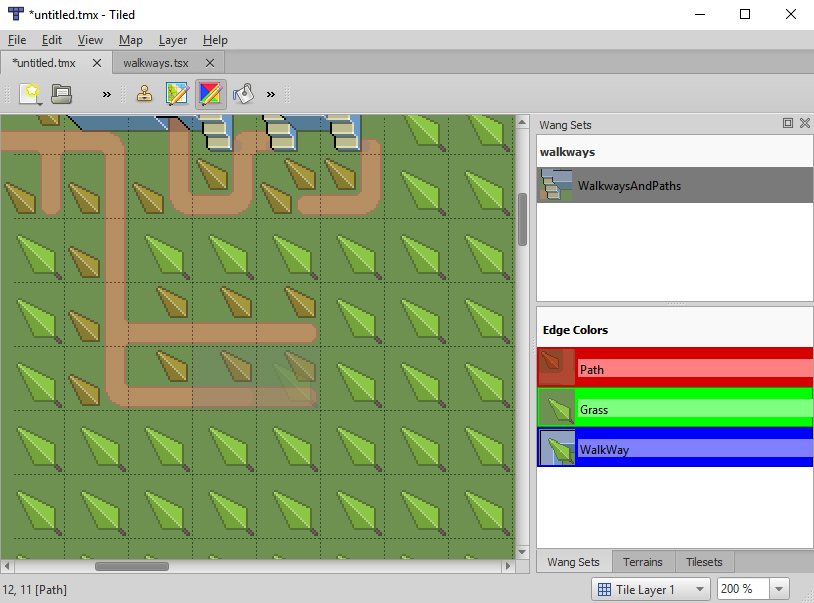 *untitled.tmx - Tiled
File Edit View Map Layer Help
*untitled.tmx walkways.tsx
Wang Sets
walkways
WalkwaysAndPaths
Edge Colors
Path
Grass
WalkWay
Wang Sets Terrains Tilesets
12, 11 [Path] Tile Layer 1 200 %